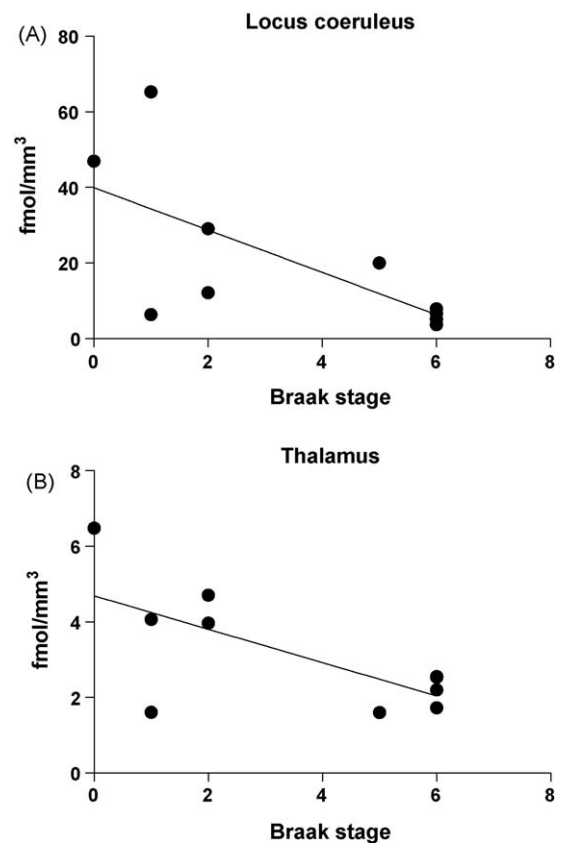 (A)
Locus coeruleus
80
60
40
20
0
fmol/mm³
0 2 4 6 8
Braak stage
(B)
Thalamus
8
6
4
2
0
fmol/mm³
0 2 4 6 8
Braak stage